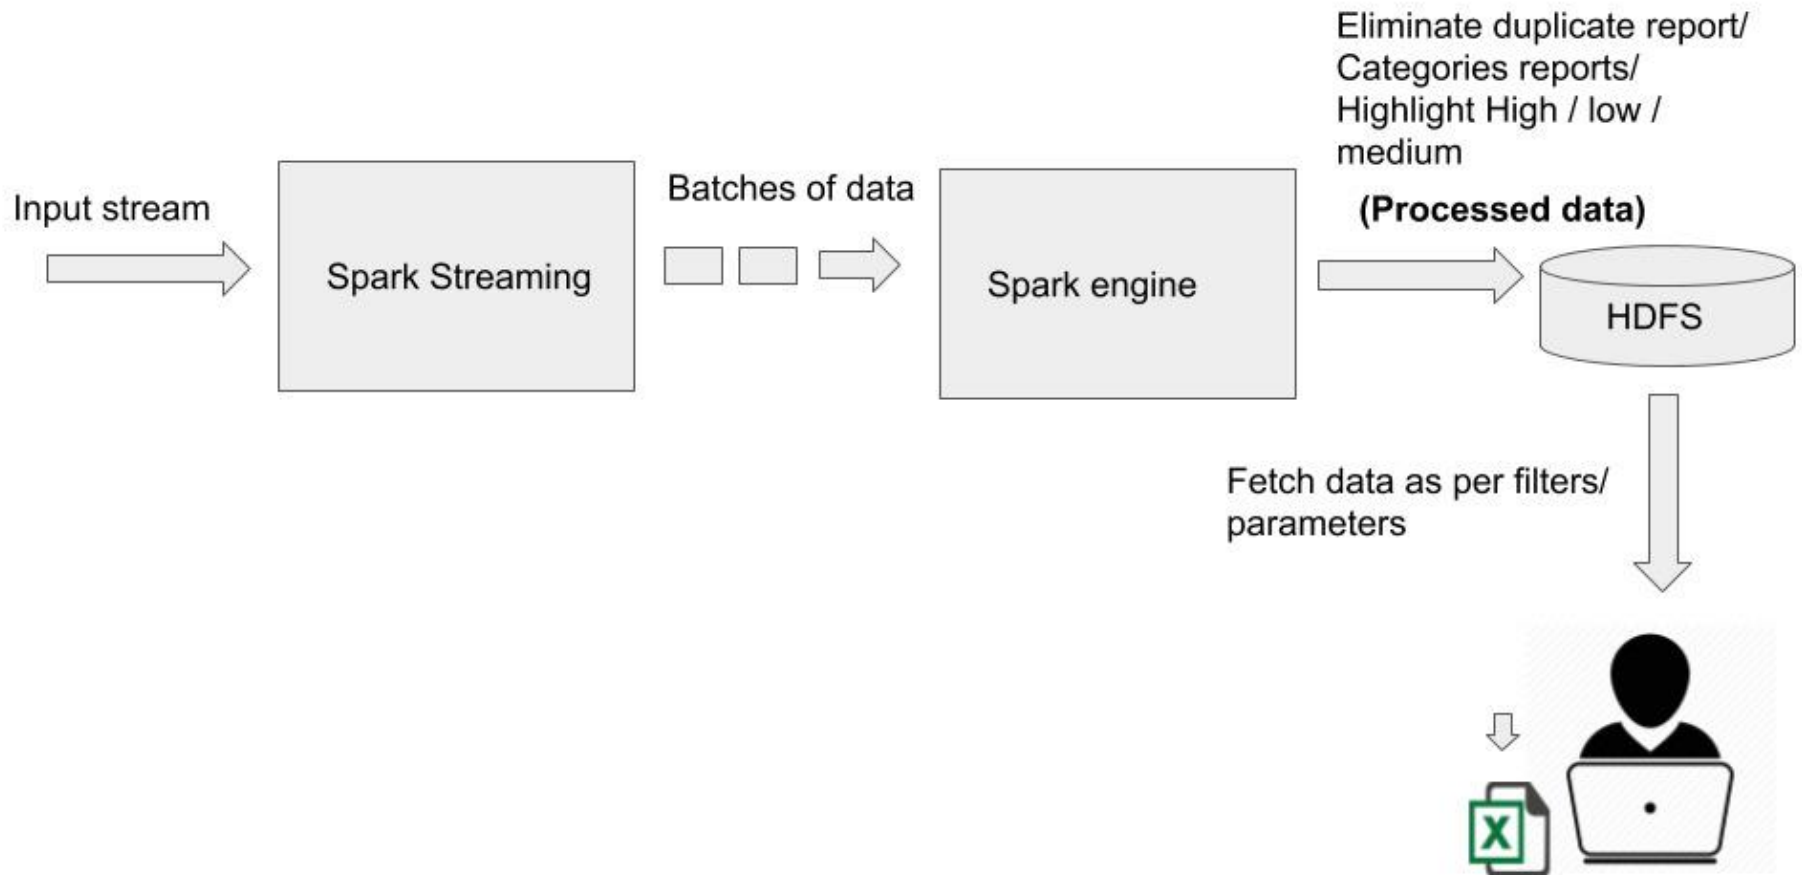 Input stream
Spark Streaming
Batches of data
Spark engine
Eliminate duplicate report/
Categories reports/
Highlight High / low /
medium
(Processed data)
HDFS
Fetch data as per filters/
parameters
X